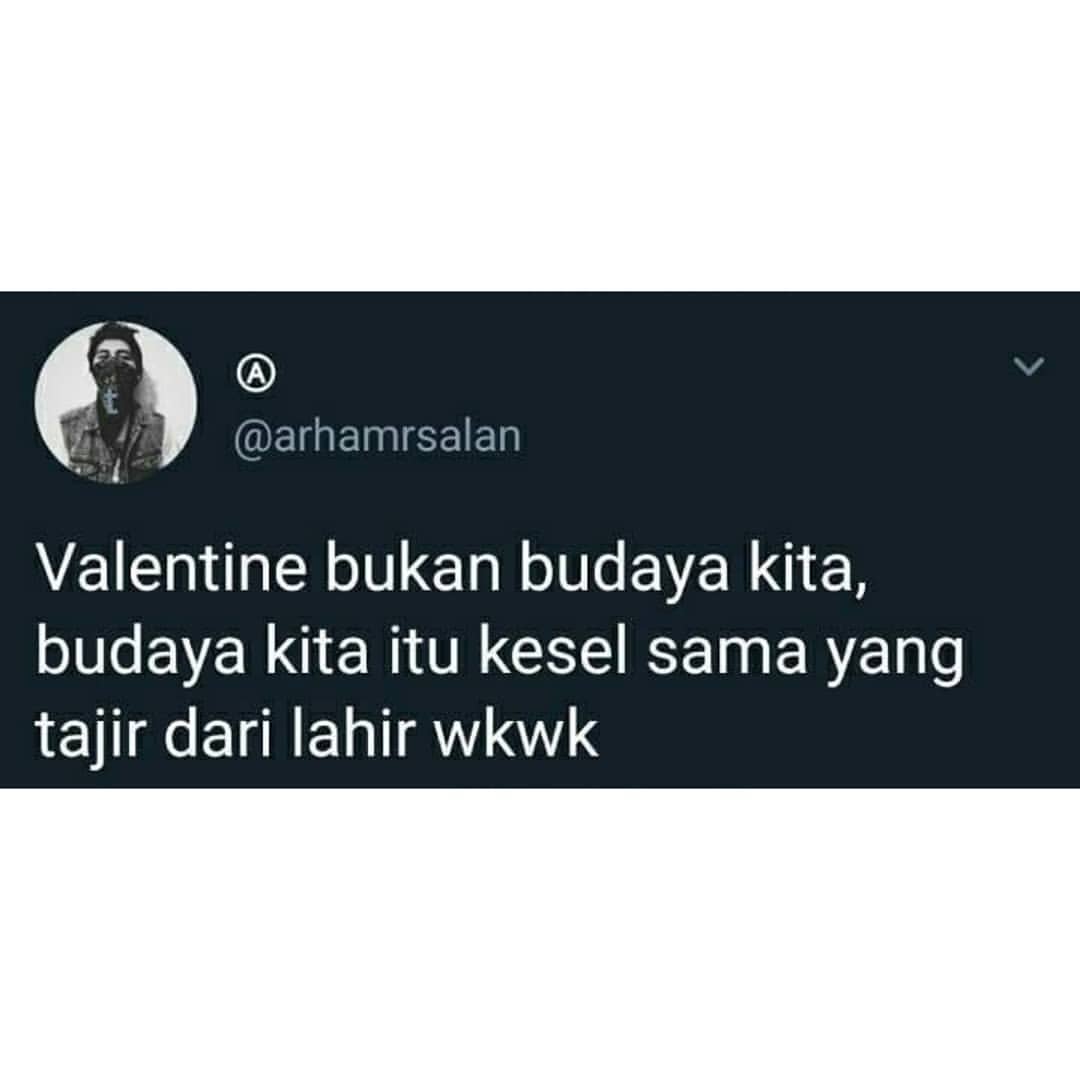 Ⓐ
@arhamrsalan
Valentine bukan budaya kita,
budaya kita itu kesel sama yang
tajir dari lahir wkwk